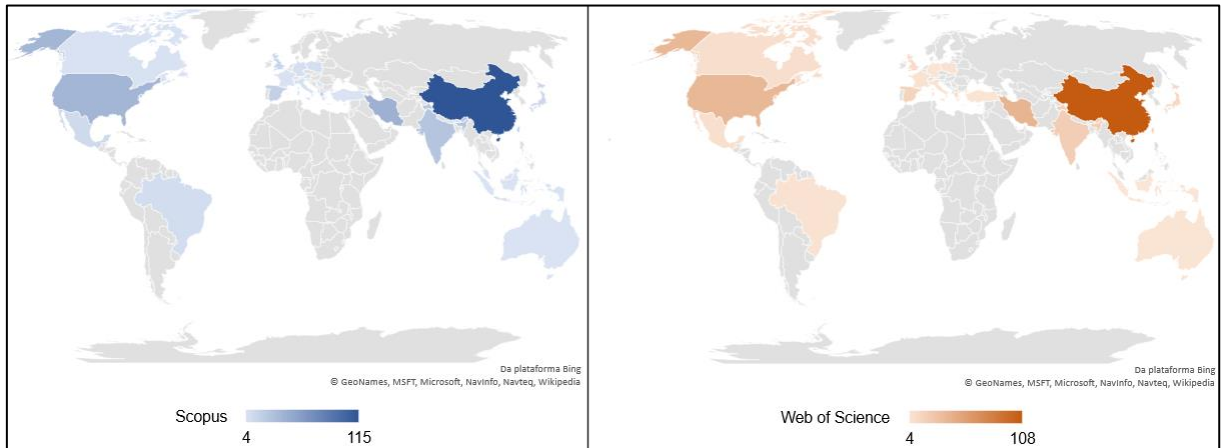 Da plataforma Bing
© GeoNames, MSFT, Microsoft, NavInfo, Navteq, Wikipedia
Scopus
4 115
Da plataforma Bing
© GeoNames, MSFT, Microsoft, NavInfo, Navteq, Wikipedia
Web of Science
4 108